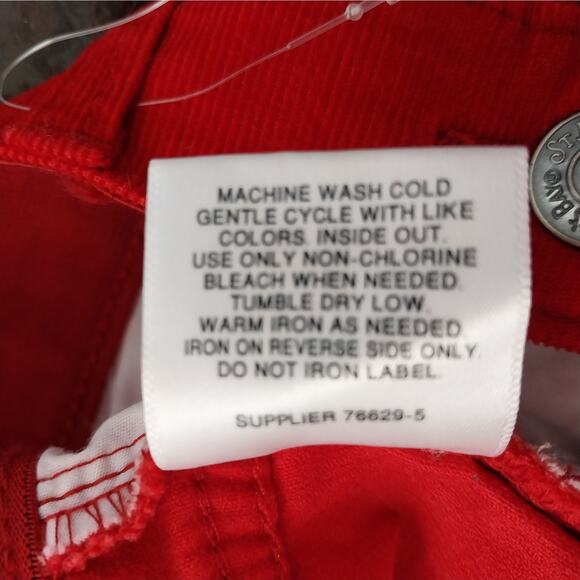 MACHINE WASH COLD
GENTLE CYCLE WITH LIKE
COLORS. INSIDE OUT.
USE ONLY NON-CHLORINE
BLEACH WHEN NEEDED.
TUMBLE DRY LOW.
WARM IRON AS NEEDED.
IRON ON REVERSE SIDE ONLY.
DO NOT IRON LABEL.
SUPPLIER 76629-5
BAY